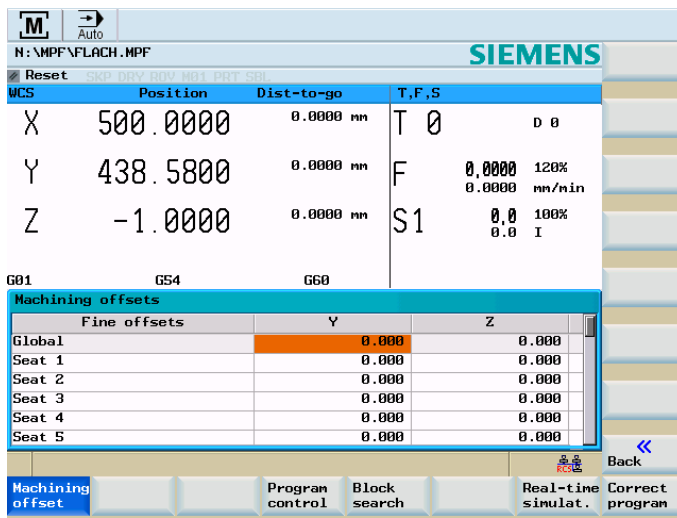 M Auto
N:\MPF\FLACH.MPF SIEMENS
Reset SKP DRY ROV M01 PRT SBL
WCS Position Dist-to-go T,F,S
X 500.0000 0.0000 mm T 0 D 0
Y 438.5800 0.0000 mm F 0.0000 120%
0.0000 mm/min
Z -1.0000 0.0000 mm S1 0.0 100%
0.0 I
G01 G54 G60
Machining offsets
Fine offsets Y Z
Global 0.000 0.000
Seat 1 0.000 0.000
Seat 2 0.000 0.000
Seat 3 0.000 0.000
Seat 4 0.000 0.000
Seat 5 0.000 0.000
« Back
RCS
Machining offset Program control Block search Real-time simulat. Correct program